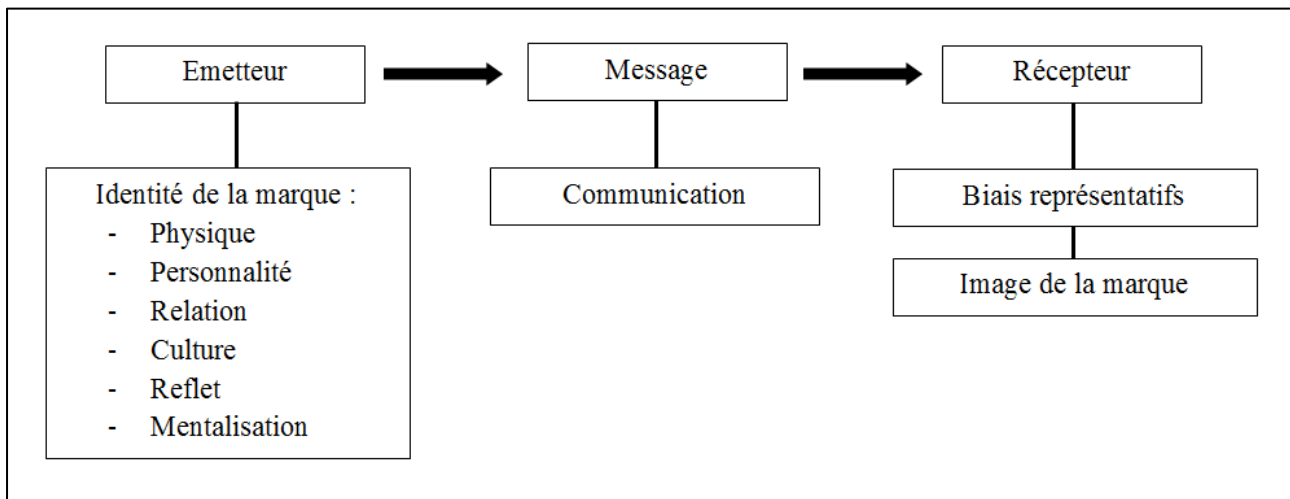 Emetteur
Message
Récepteur
Identité de la marque :
- Physique
- Personnalité
- Relation
- Culture
- Reflet
- Mentalisation
Communication
Biais représentatifs
Image de la marque